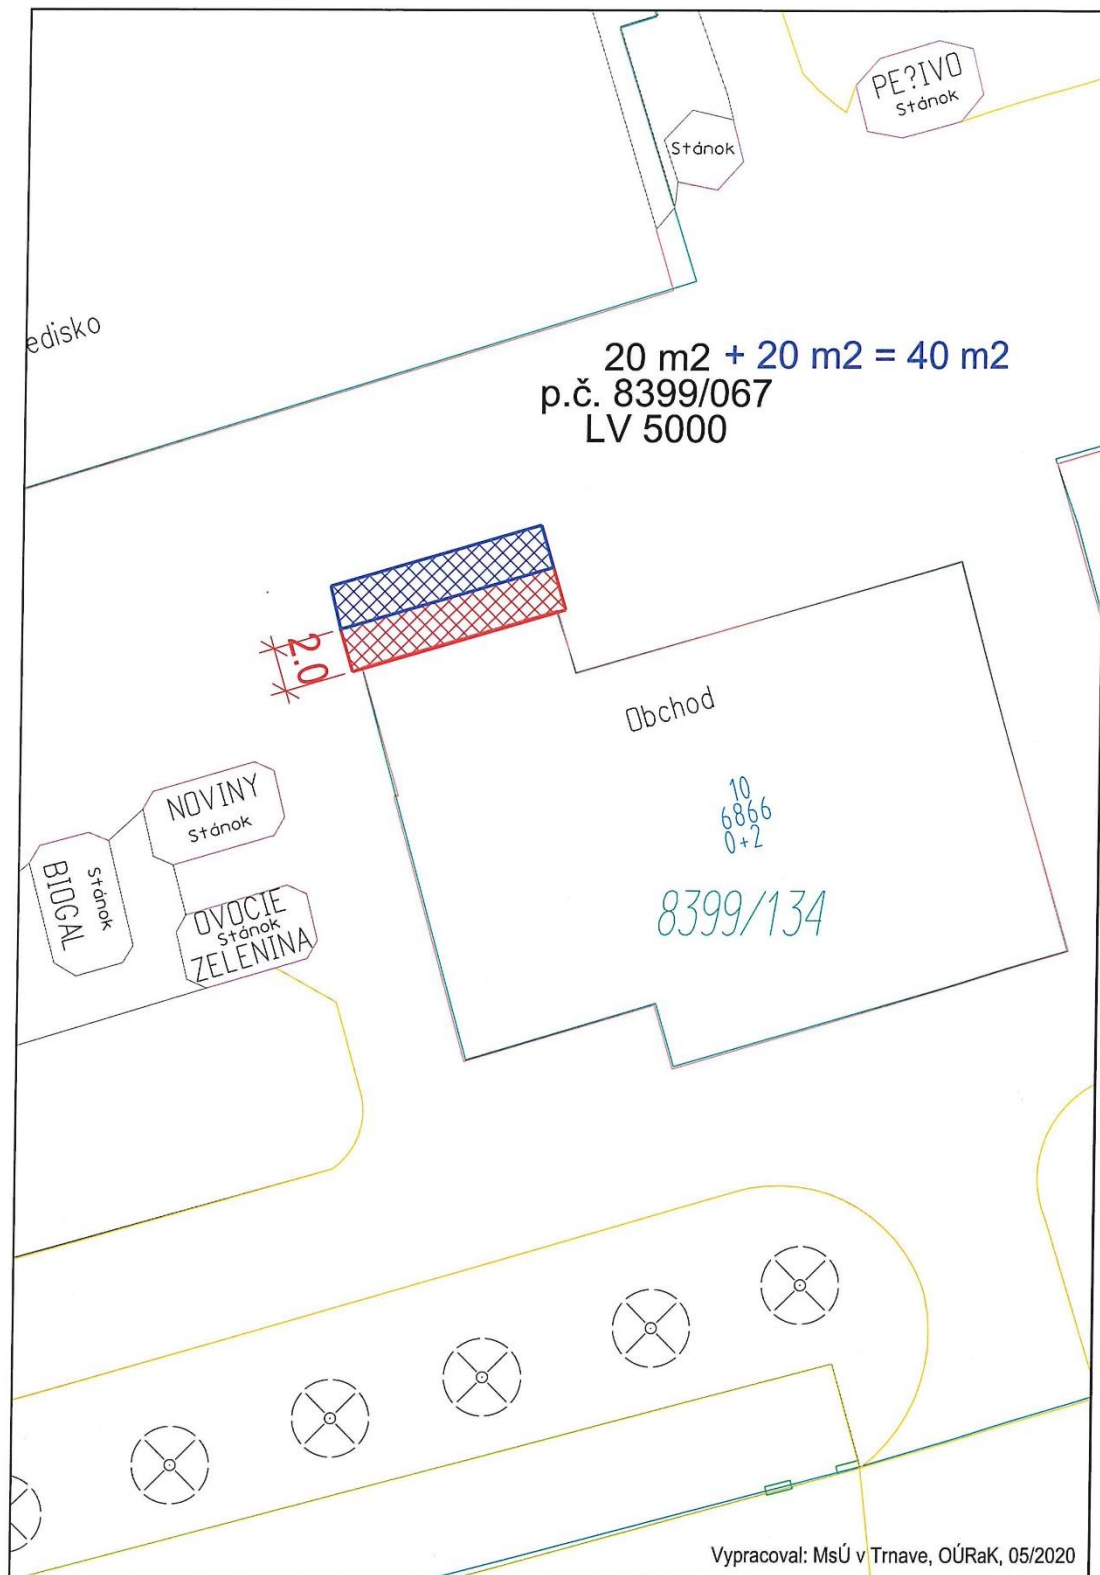 PE?IVO
Stánok
Stánok
edisko
20 m2 + 20 m2 = 40 m2
p.č. 8399/067
LV 5000
2.0
Obchod
10
6866
0+2
8399/134
NOVINY
Stánok
BIOGAL
Stánok
OVOCIE
Stánok
ZELENINA
Vypracoval: MsÚ v Trnave, OÚRaK, 05/2020